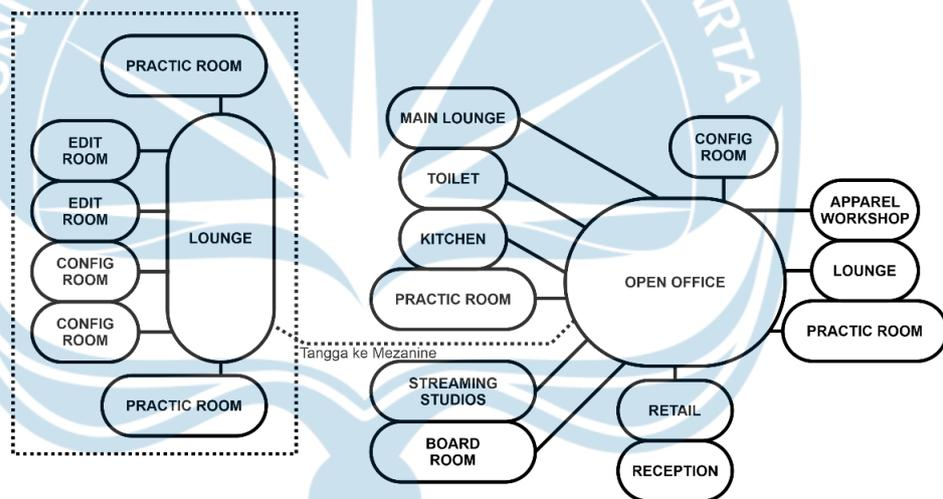 PRACTIC ROOM
EDIT
ROOM
EDIT
ROOM
CONFIG
ROOM
CONFIG
ROOM
LOUNGE
PRACTIC ROOM
Tangga ke Mezanine
MAIN LOUNGE
TOILET
KITCHEN
PRACTIC ROOM
STREAMING
STUDIOS
BOARD
ROOM
OPEN OFFICE
CONFIG
ROOM
APPAREL
WORKSHOP
LOUNGE
PRACTIC ROOM
RETAIL
RECEPTION
ARTA